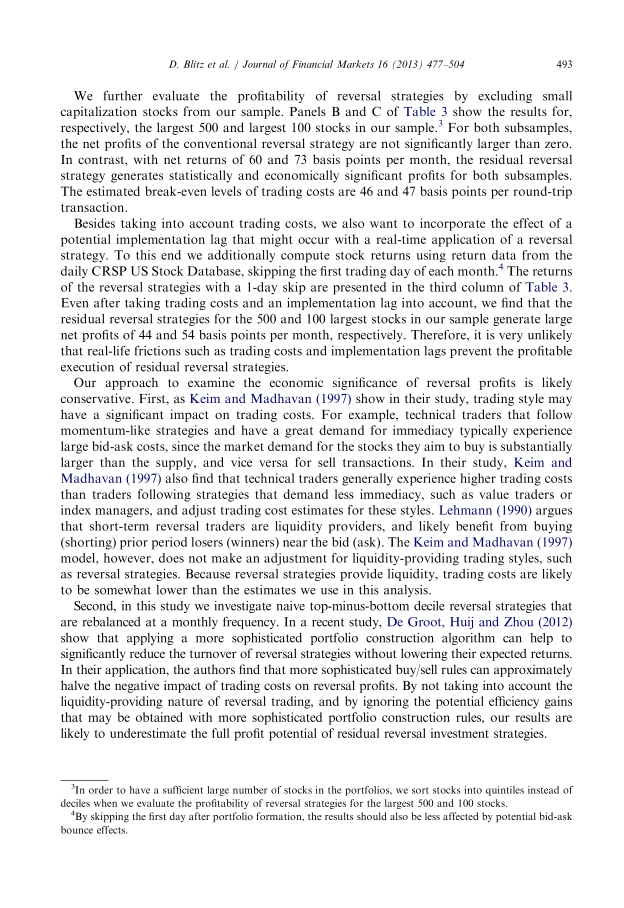 D. Blitz et al. / Journal of Financial Markets 16 (2013) 477–504 493
We further evaluate the profitability of reversal strategies by excluding small
capitalization stocks from our sample. Panels B and C of Table 3 show the results for,
respectively, the largest 500 and largest 100 stocks in our sample.3 For both subsamples,
the net profits of the conventional reversal strategy are not significantly larger than zero.
In contrast, with net returns of 60 and 73 basis points per month, the residual reversal
strategy generates statistically and economically significant profits for both subsamples.
The estimated break-even levels of trading costs are 46 and 47 basis points per round-trip
transaction.
Besides taking into account trading costs, we also want to incorporate the effect of a
potential implementation lag that might occur with a real-time application of a reversal
strategy. To this end we additionally compute stock returns using return data from the
daily CRSP US Stock Database, skipping the first trading day of each month.4 The returns
of the reversal strategies with a 1-day skip are presented in the third column of Table 3.
Even after taking trading costs and an implementation lag into account, we find that the
residual reversal strategies for the 500 and 100 largest stocks in our sample generate large
net profits of 44 and 54 basis points per month, respectively. Therefore, it is very unlikely
that real-life frictions such as trading costs and implementation lags prevent the profitable
execution of residual reversal strategies.
Our approach to examine the economic significance of reversal profits is likely
conservative. First, as Keim and Madhavan (1997) show in their study, trading style may
have a significant impact on trading costs. For example, technical traders that follow
momentum-like strategies and have a great demand for immediacy typically experience
large bid-ask costs, since the market demand for the stocks they aim to buy is substantially
larger than the supply, and vice versa for sell transactions. In their study, Keim and
Madhavan (1997) also find that technical traders generally experience higher trading costs
than traders following strategies that demand less immediacy, such as value traders or
index managers, and adjust trading cost estimates for these styles. Lehmann (1990) argues
that short-term reversal traders are liquidity providers, and likely benefit from buying
(shorting) prior period losers (winners) near the bid (ask). The Keim and Madhavan (1997)
model, however, does not make an adjustment for liquidity-providing trading styles, such
as reversal strategies. Because reversal strategies provide liquidity, trading costs are likely
to be somewhat lower than the estimates we use in this analysis.
Second, in this study we investigate naive top-minus-bottom decile reversal strategies that
are rebalanced at a monthly frequency. In a recent study, De Groot, Huij and Zhou (2012)
show that applying a more sophisticated portfolio construction algorithm can help to
significantly reduce the turnover of reversal strategies without lowering their expected returns.
In their application, the authors find that more sophisticated buy/sell rules can approximately
halve the negative impact of trading costs on reversal profits. By not taking into account the
liquidity-providing nature of reversal trading, and by ignoring the potential efficiency gains
that may be obtained with more sophisticated portfolio construction rules, our results are
likely to underestimate the full profit potential of residual reversal investment strategies.
3In order to have a sufficient large number of stocks in the portfolios, we sort stocks into quintiles instead of
deciles when we evaluate the profitability of reversal strategies for the largest 500 and 100 stocks.
4By skipping the first day after portfolio formation, the results should also be less affected by potential bid-ask
bounce effects.